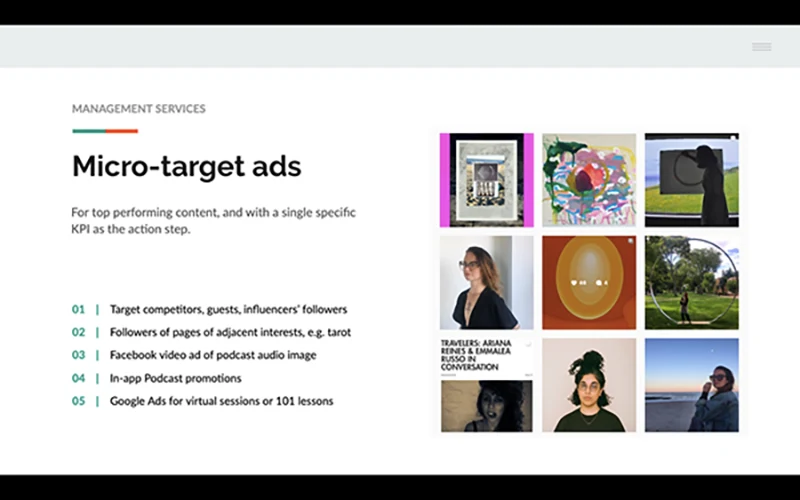 MANAGEMENT SERVICES
Micro-target ads
For top performing content, and with a single specific
KPI as the action step.
01 | Target competitors, guests, influencers' followers
02 | Followers of pages of adjacent interests, e.g. tarot
03 | Facebook video ad of podcast audio image
04 | In-app Podcast promotions
05 | Google Ads for virtual sessions or 101 lessons
TRAVELERS: ARIANA
REINES & EMMALEA
RUSSO IN
CONVERSATION